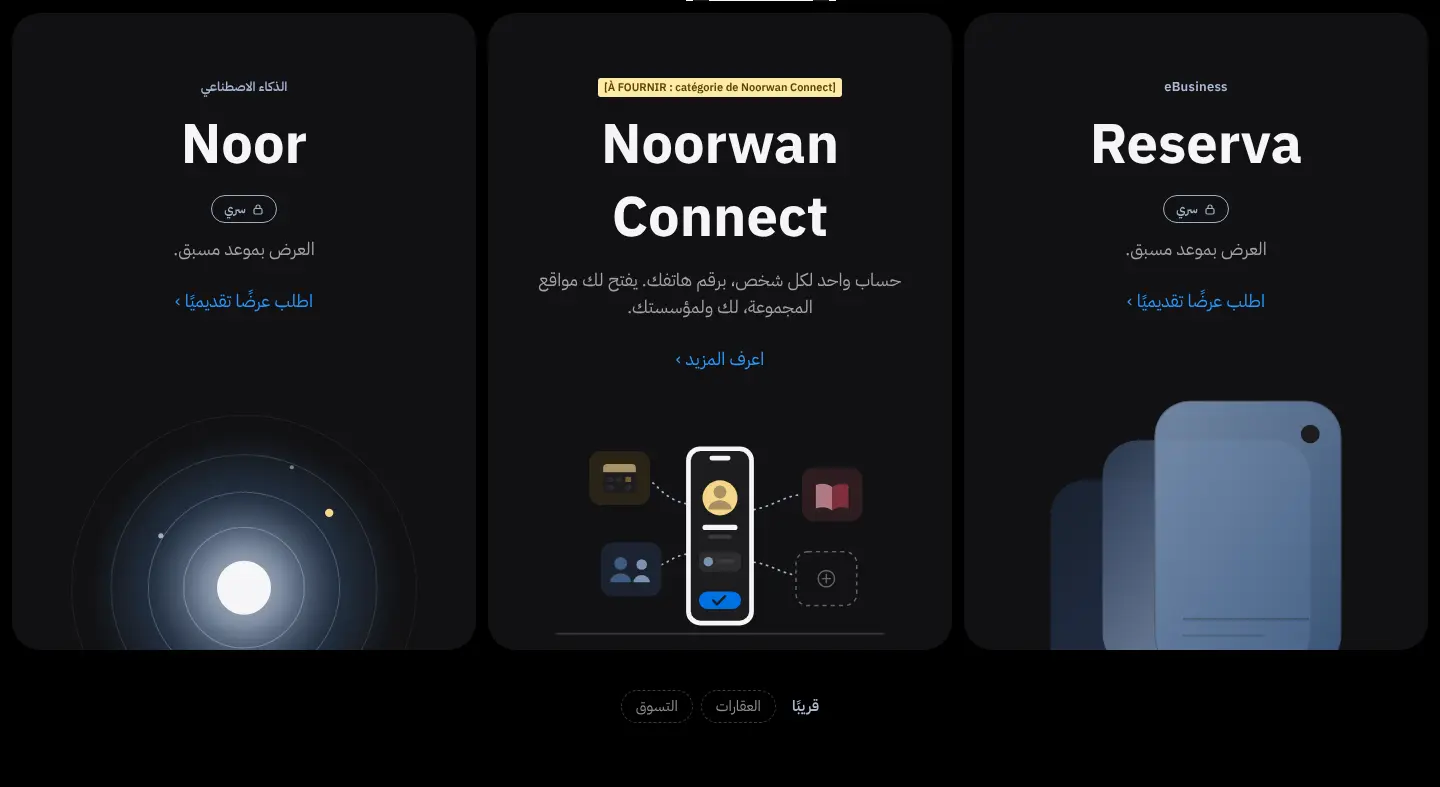 eBusiness
Reserva
سري
العرض بموعد مسبق.
اطلب عرضًا تقديميًا ›
[À FOURNIR : catégorie de Noorwan Connect]
Noorwan
Connect
حساب واحد لكل شخص، برقم هاتفك. يفتح لك مواقع
المجموعة، لك ولمؤسستك.
اعرف المزيد ›
الذكاء الاصطناعي
Noor
سري
العرض بموعد مسبق.
اطلب عرضًا تقديميًا ›
قريبًا
العقارات
التسوق